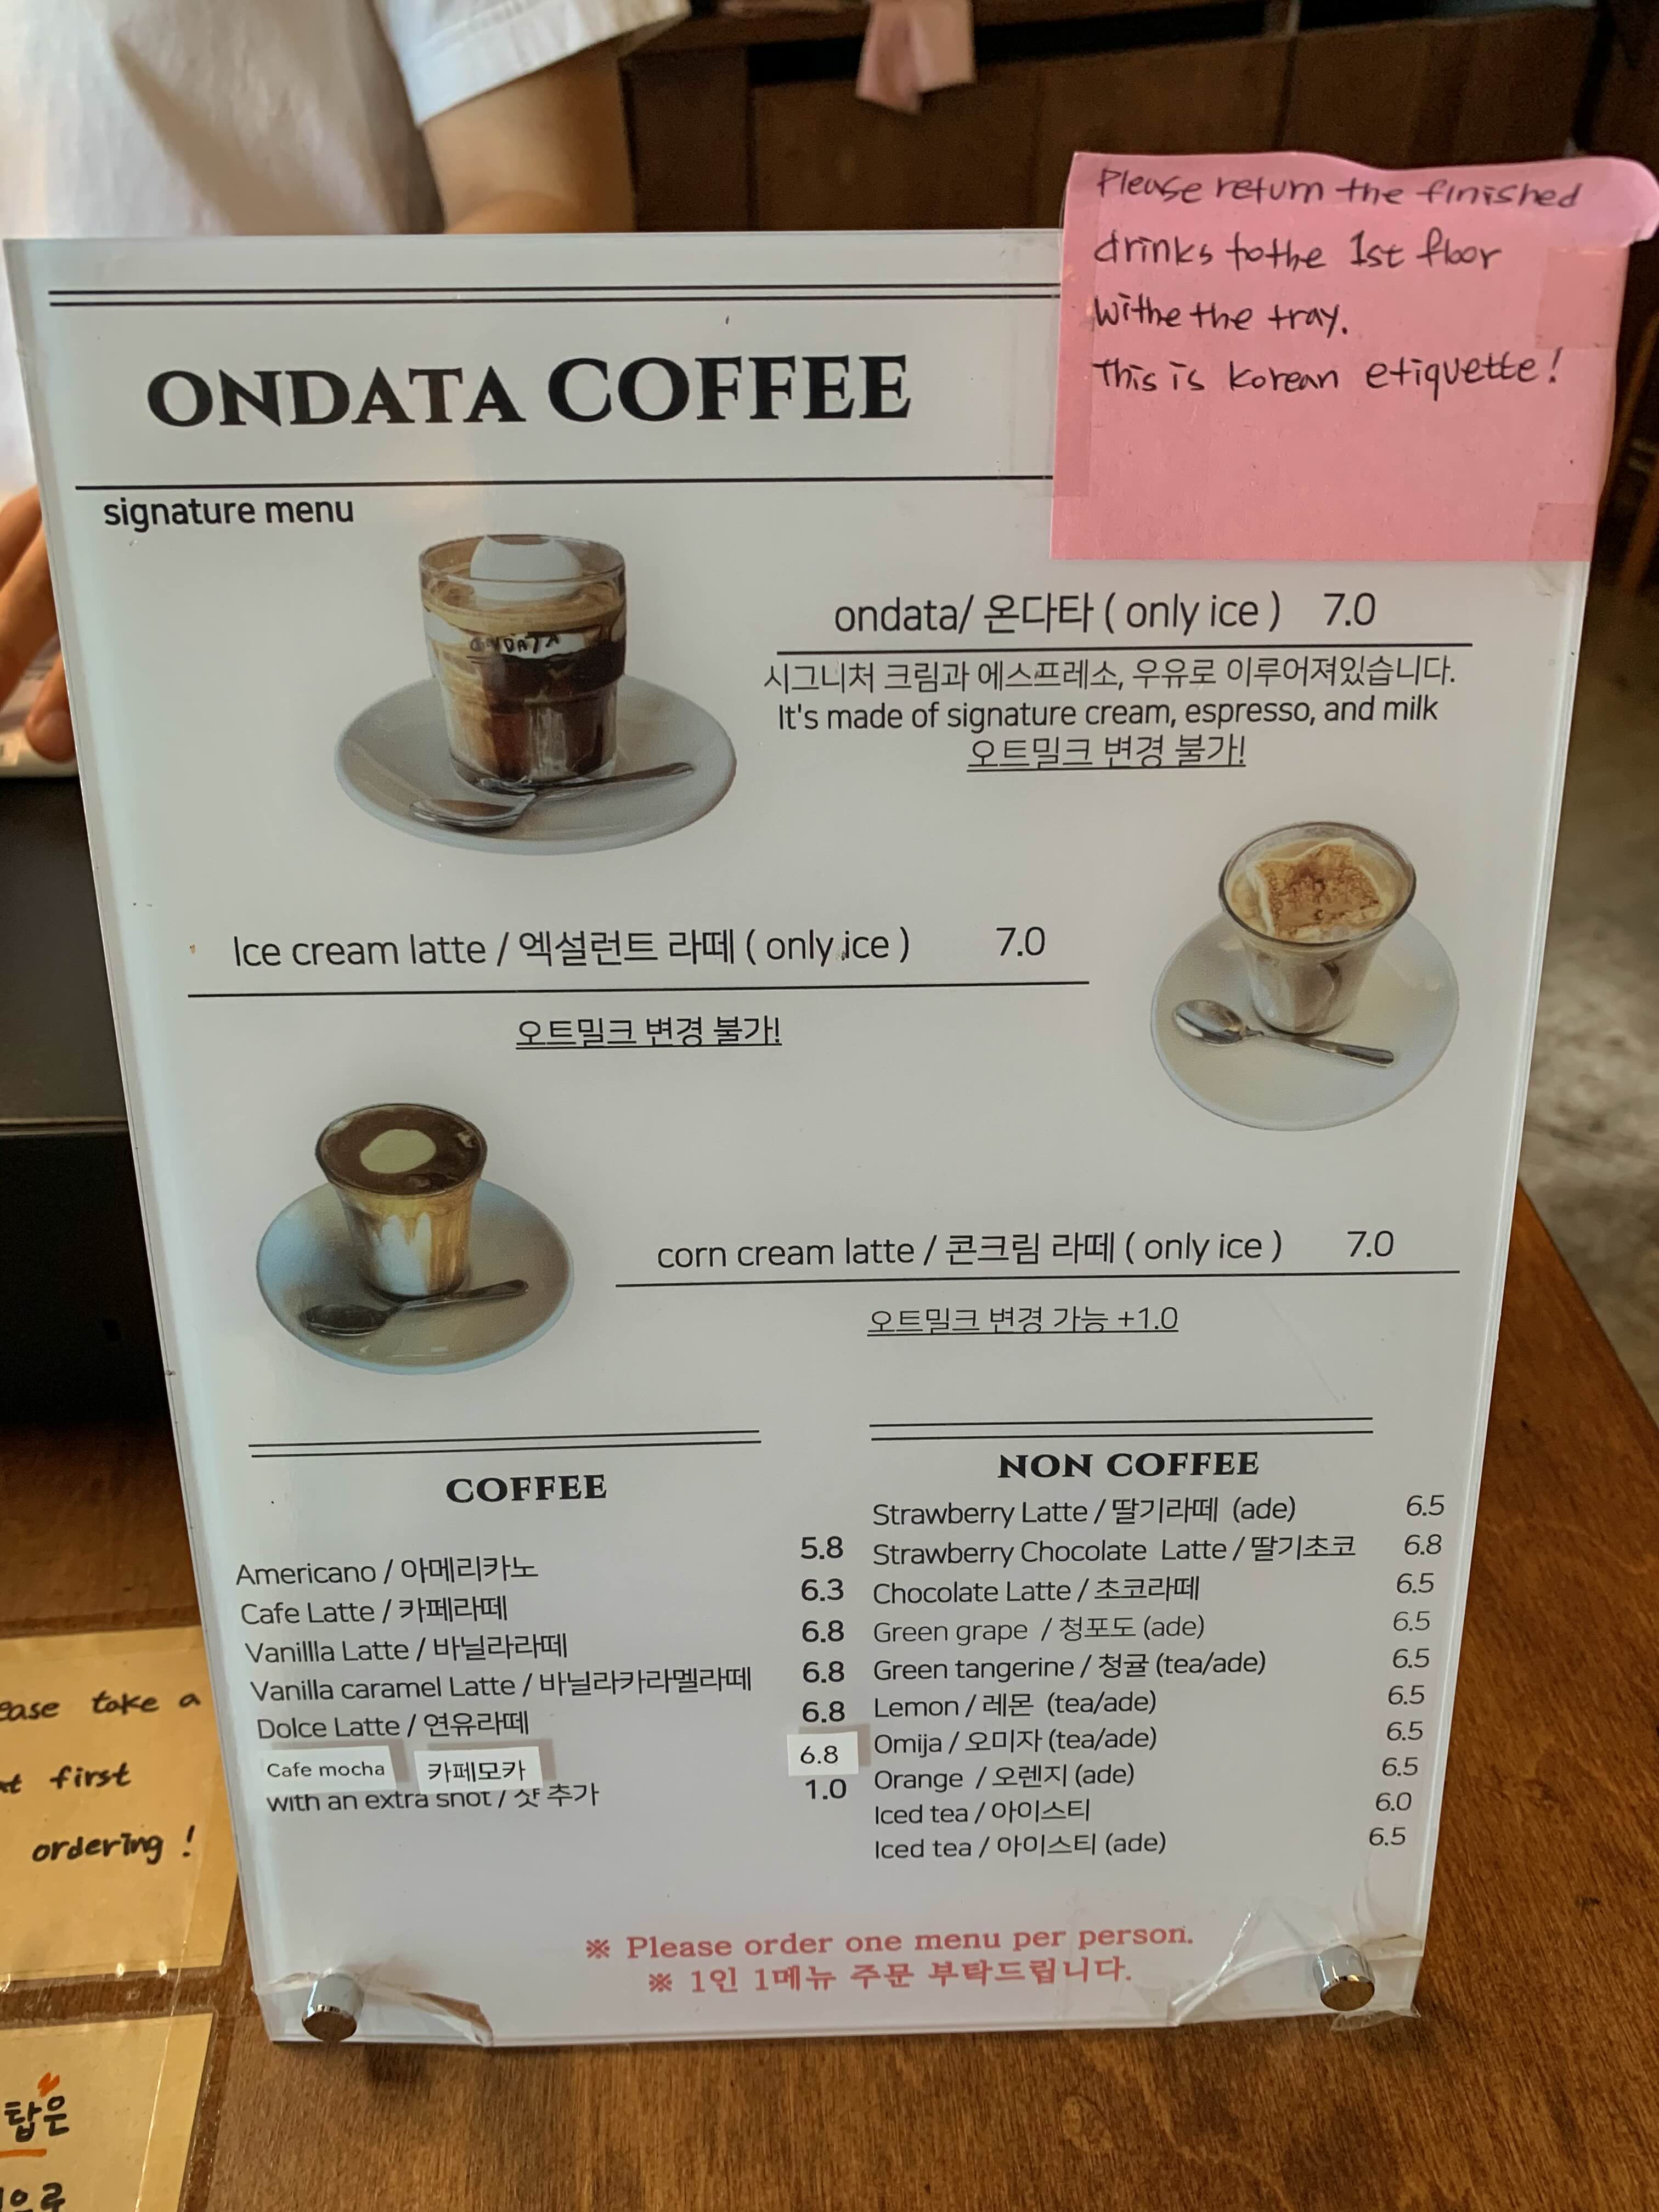 Please return the finished
drinks to the 1st floor
Withe the tray.
This is korean etiquette!
ONDATA COFFEE
signature menu
ONDATA
ondata/ 온다타 ( only ice ) 7.0
시그니처 크림과 에스프레소, 우유로 이루어져있습니다.
It's made of signature cream, espresso, and milk
오트밀크 변경 불가!
Ice cream latte / 엑설런트 라떼 ( only ice ) 7.0
오트밀크 변경 불가!
corn cream latte / 콘크림 라떼 ( only ice ) 7.0
오트밀크 변경 가능 +1.0
COFFEE
Americano / 아메리카노 5.8
Cafe Latte / 카페라떼 6.3
Vanillla Latte / 바닐라라떼 6.8
Vanilla caramel Latte / 바닐라카라멜라떼 6.8
Dolce Latte / 연유라떼 6.8
Cafe mocha 카페모카 6.8
with an extra shot / 샷 추가 1.0
NON COFFEE
Strawberry Latte / 딸기라떼 (ade) 6.5
Strawberry Chocolate Latte / 딸기초코 6.8
Chocolate Latte / 초코라떼 6.5
Green grape / 청포도 (ade) 6.5
Green tangerine / 청귤 (tea/ade) 6.5
Lemon / 레몬 (tea/ade) 6.5
Omija / 오미자 (tea/ade) 6.5
Orange / 오렌지 (ade) 6.5
Iced tea / 아이스티 6.0
Iced tea / 아이스티 (ade) 6.5
※ Please order one menu per person.
※ 1인 1메뉴 주문 부탁드립니다.
take a
first
ordering !
탑은